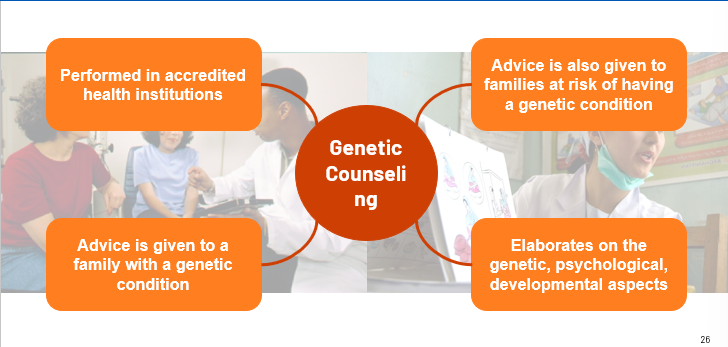 Performed in accredited
health institutions
Advice is also given to
families at risk of having
a genetic condition
Genetic
Counseli
ng
Advice is given to a
family with a genetic
condition
Elaborates on the
genetic, psychological,
developmental aspects
26